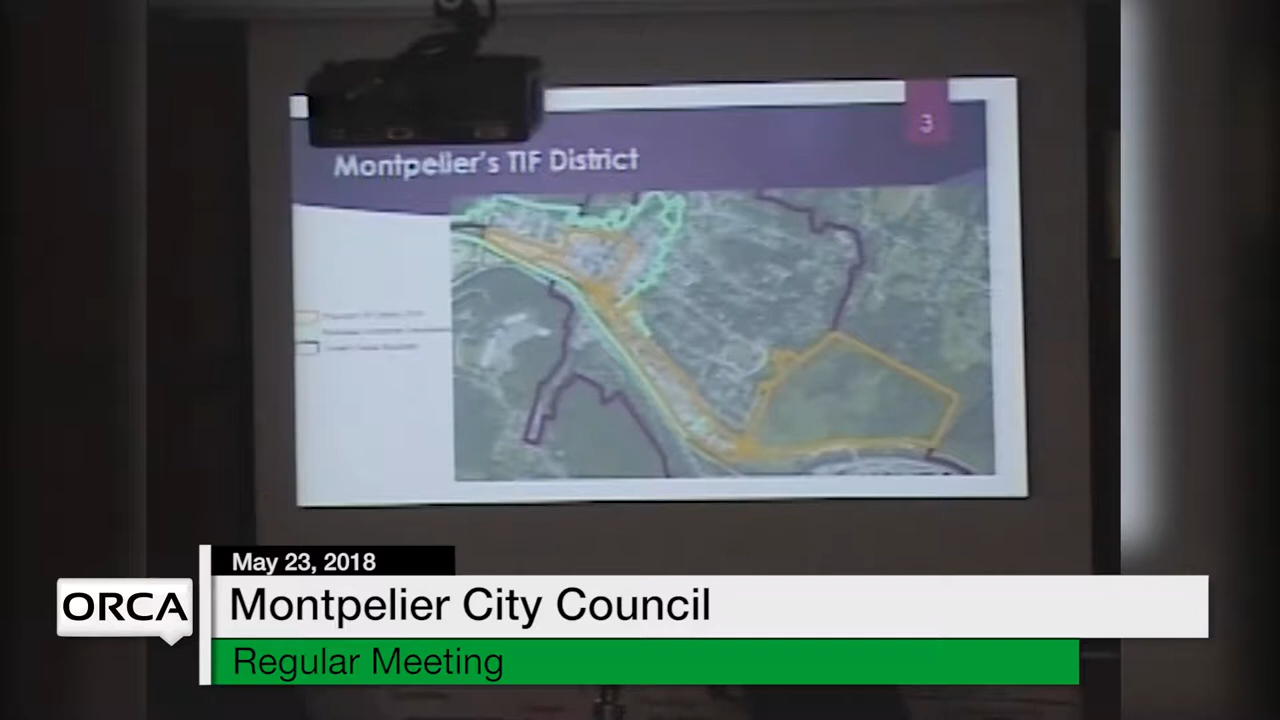 3
Montpelier's TIF District
May 23, 2018
ORCA
Montpelier City Council
Regular Meeting